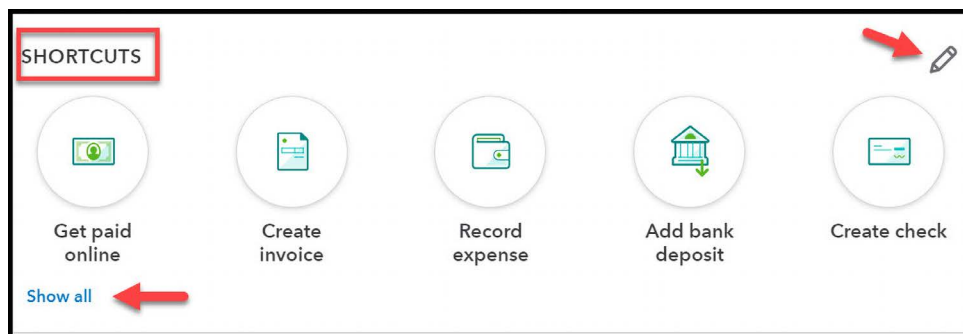 SHORTCUTS
Get paid
online
Create
invoice
Record
expense
Add bank
deposit
Create check
Show all